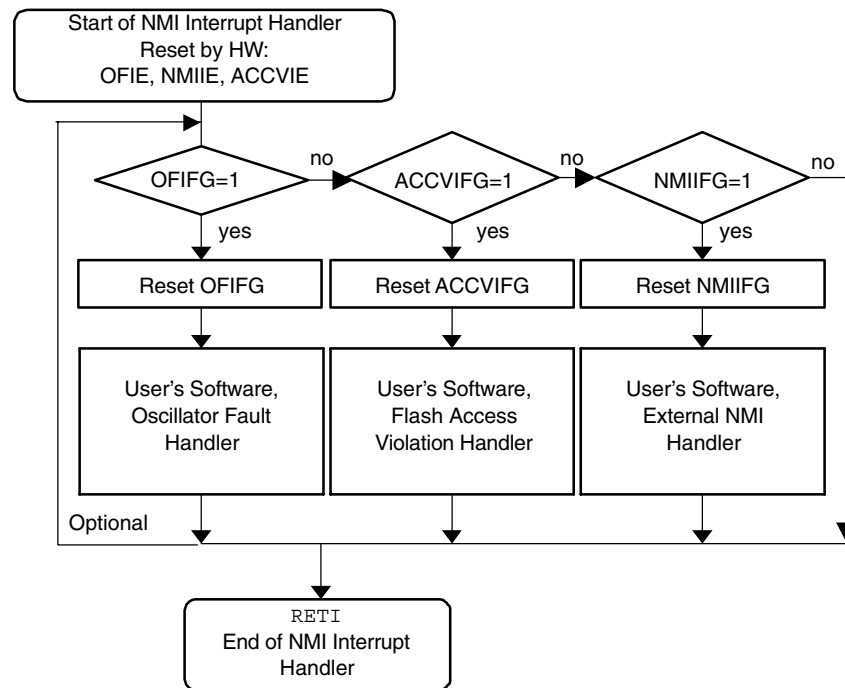 Start of NMI Interrupt Handler
Reset by HW:
OFIE, NMIIE, ACCVIE
OFIFG=1
no
ACCVIFG=1
no
NMIIFG=1
no
yes
yes
yes
Reset OFIFG
Reset ACCVIFG
Reset NMIIFG
User's Software,
Oscillator Fault
Handler
User's Software,
Flash Access
Violation Handler
User's Software,
External NMI
Handler
Optional
RETI
End of NMI Interrupt
Handler